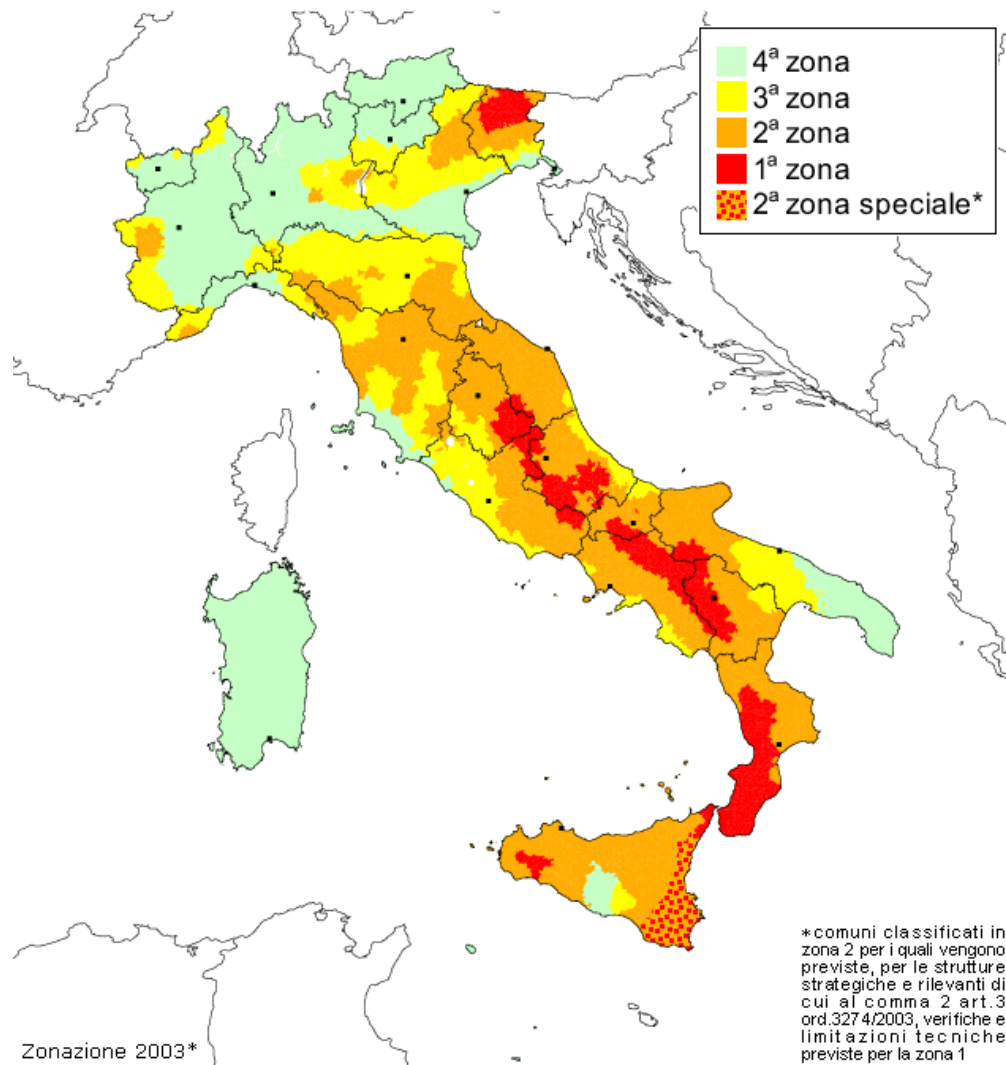 4ª zona
3ª zona
2ª zona
1ª zona
2ª zona speciale*
*comuni classificati in
zona 2 per i quali vengono
previste, per le strutture
strategiche e rilevanti di
cui al comma 2 art.3
ord.3274/2003, verifiche e
limitazioni tecniche
previste per la zona 1
Zonazione 2003*